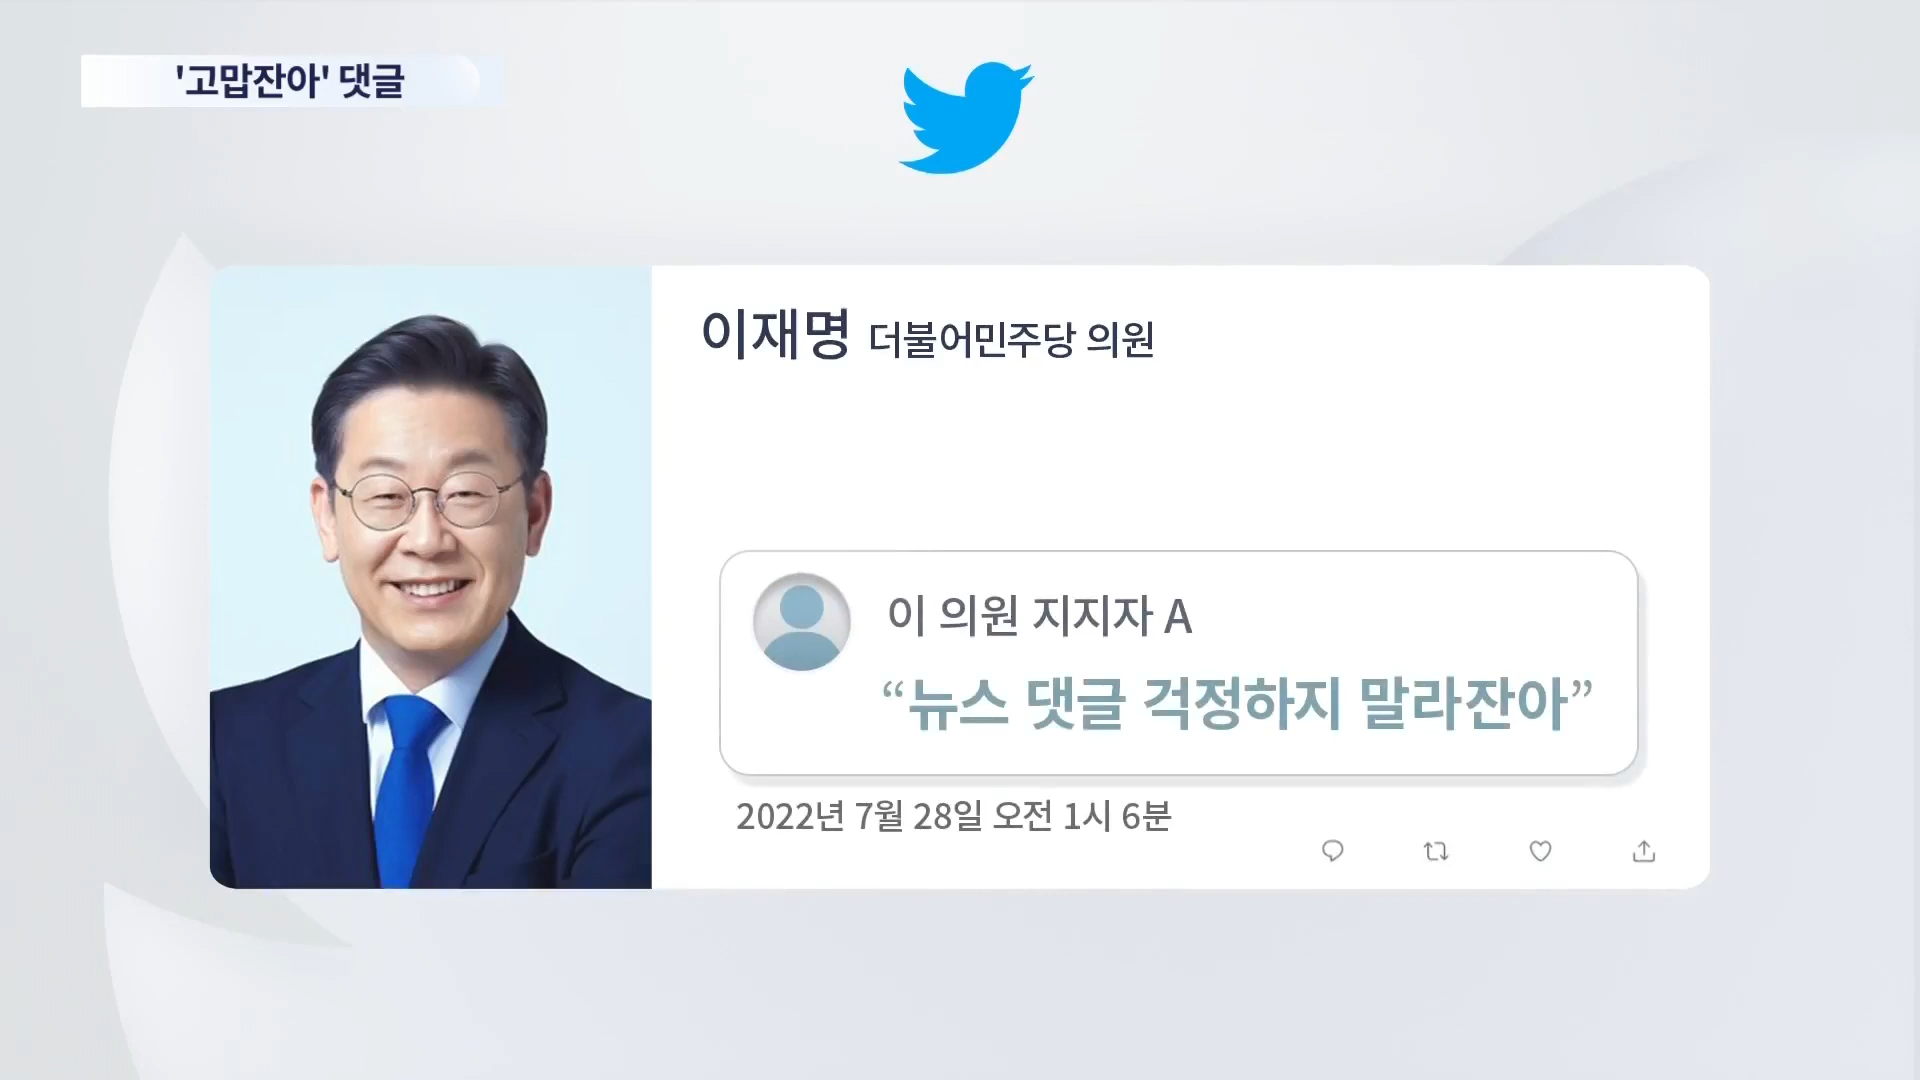 '고맙잔아' 댓글
이재명 더불어민주당 의원
이 의원 지지자 A
“뉴스 댓글 걱정하지 말라잔아”
2022년 7월 28일 오전 1시 6분